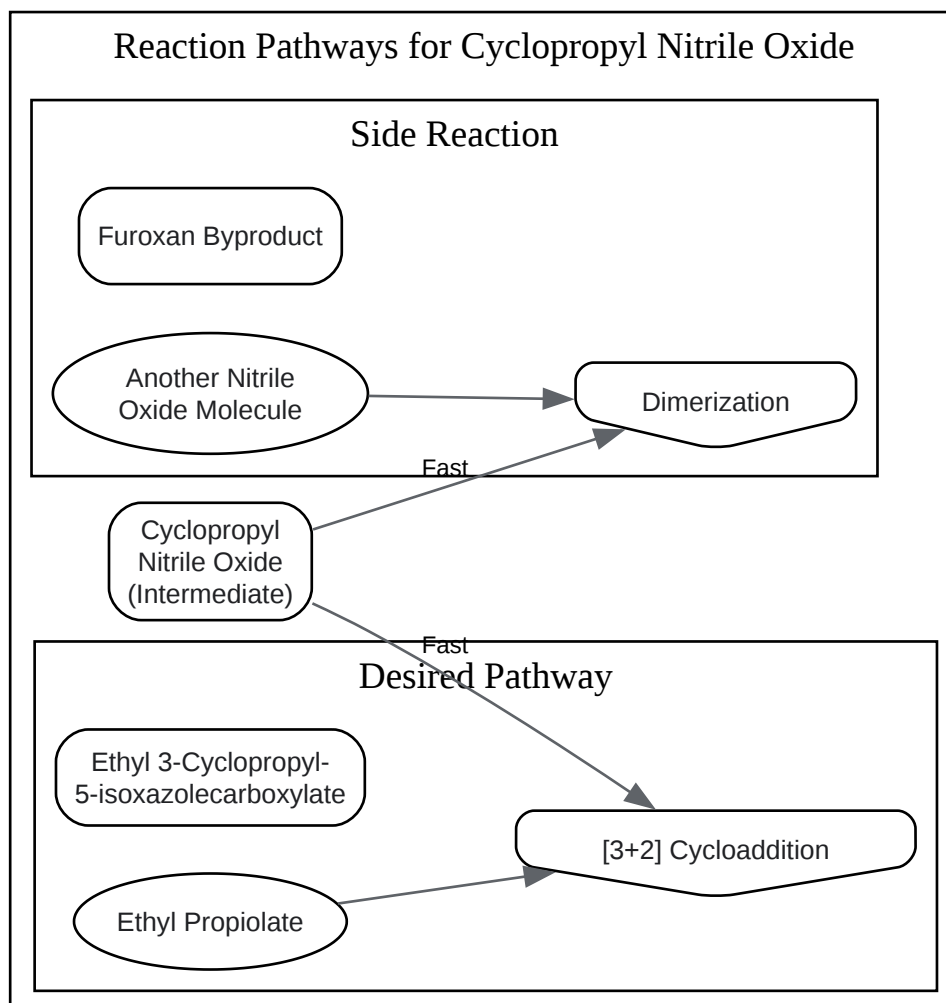 Reaction Pathways for Cyclopropyl Nitrile Oxide
Side Reaction
Furoxan Byproduct
Another Nitrile
Oxide Molecule
Dimerization
Fast
Cyclopropyl
Nitrile Oxide
(Intermediate)
Fast
Desired Pathway
Ethyl 3-Cyclopropyl-
5-isoxazolecarboxylate
[3+2] Cycloaddition
Ethyl Propiolate